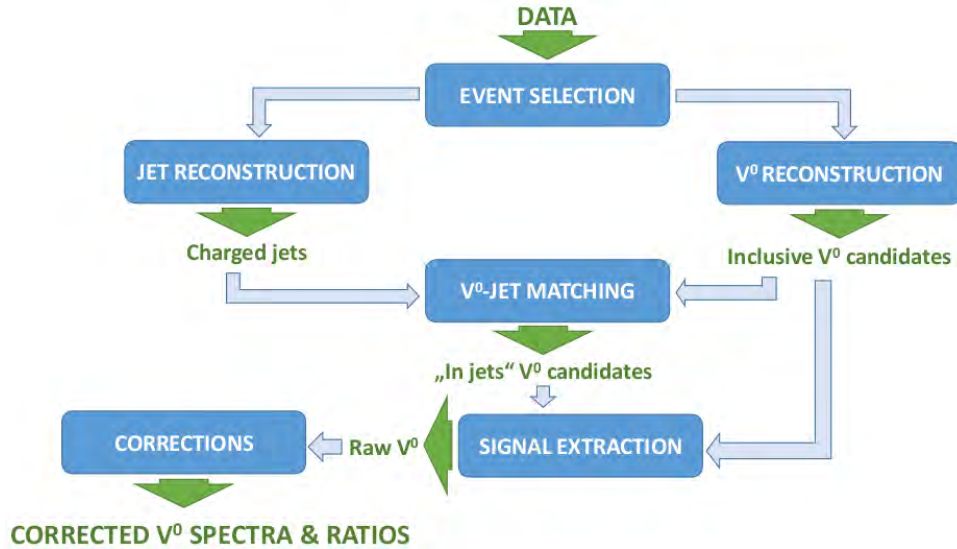 DATA
EVENT SELECTION
JET RECONSTRUCTION
V⁰ RECONSTRUCTION
Charged jets
Inclusive V⁰ candidates
V⁰-JET MATCHING
„In jets“ V⁰ candidates
CORRECTIONS
Raw V⁰
SIGNAL EXTRACTION
CORRECTED V⁰ SPECTRA & RATIOS